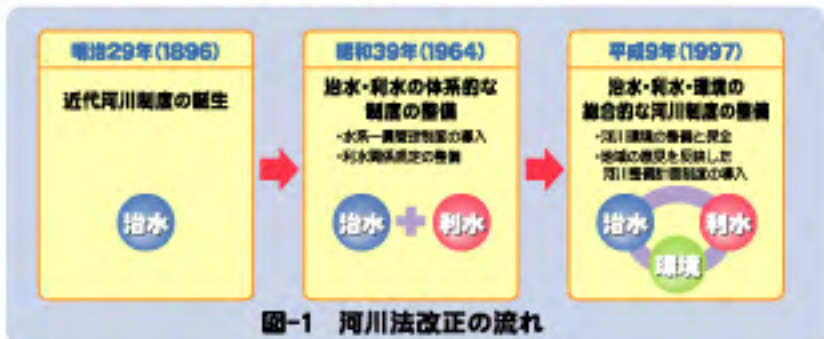 明治29年(1896)
近代河川制度の誕生
治水
昭和39年(1964)
治水・利水の体系的な
制度の整備
・水系一貫管理制度の導入
・利水関係規定の整備
治水
利水
平成9年(1997)
治水・利水・環境の
総合的な河川制度の整備
・河川環境の整備と保全
・地域の意見を反映した
河川整備計画制度の導入
治水
利水
環境
図-1 河川法改正の流れ